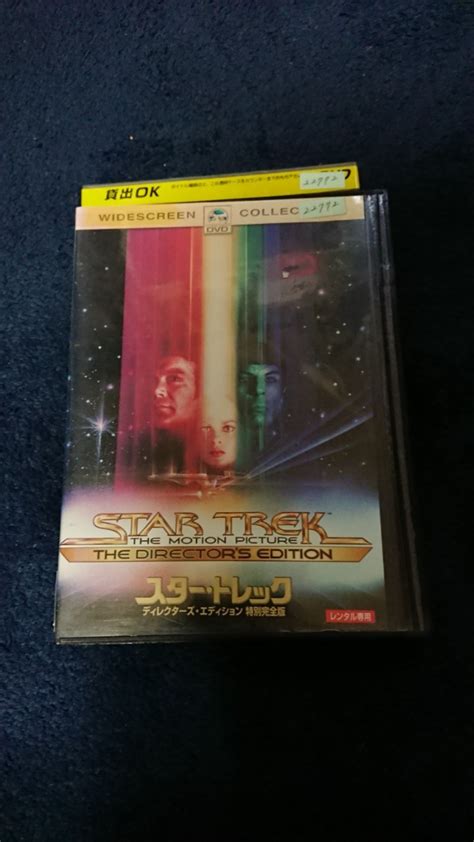 貸出OK
22792
WIDESCREEN DVD COLLEC 22792
STAR TREK
THE MOTION PICTURE
THE DIRECTOR'S EDITION
スター・トレック
ディレクターズ・エディション 特別完全版
レンタル専用